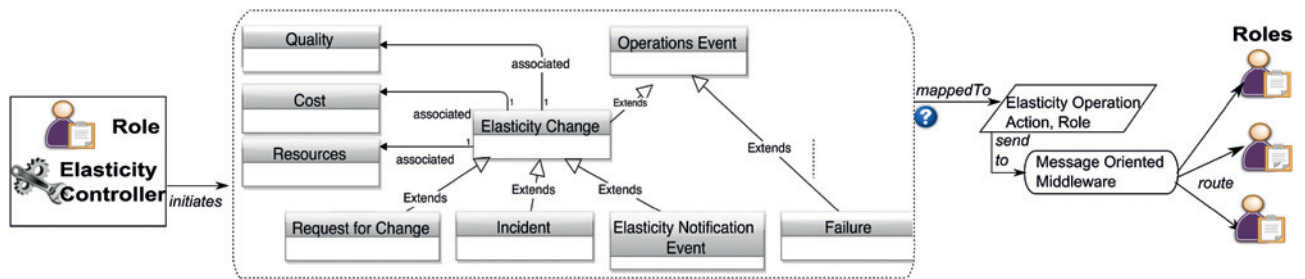 Role
Elasticity
Controller
initiates
Quality
Cost
Resources
associated
1
associated
1
associated
1
Elasticity Change
Operations Event
Extends
Extends
Extends
Extends
Extends
Request for Change
Incident
Elasticity Notification
Event
Failure
mappedTo
?
Elasticity Operation
Action, Role
send
to
Message Oriented
Middleware
route
Roles